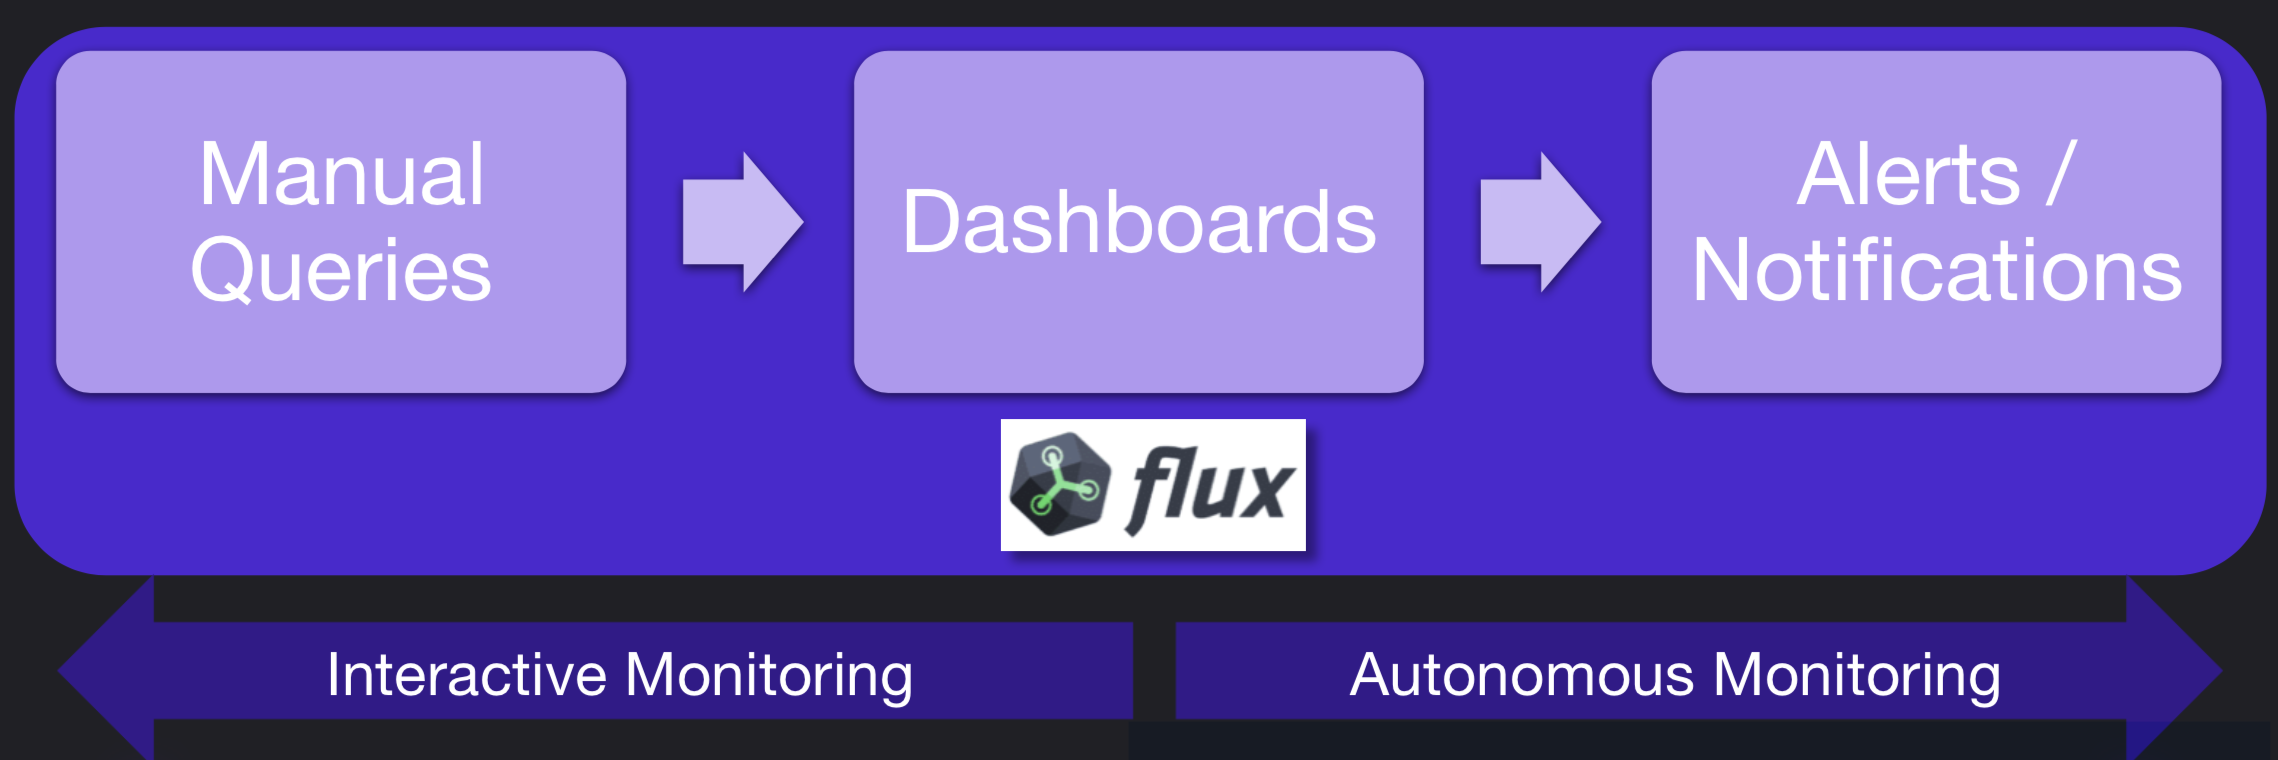 Manual
Queries
Dashboards
Alerts /
Notifications
flux
Interactive Monitoring
Autonomous Monitoring